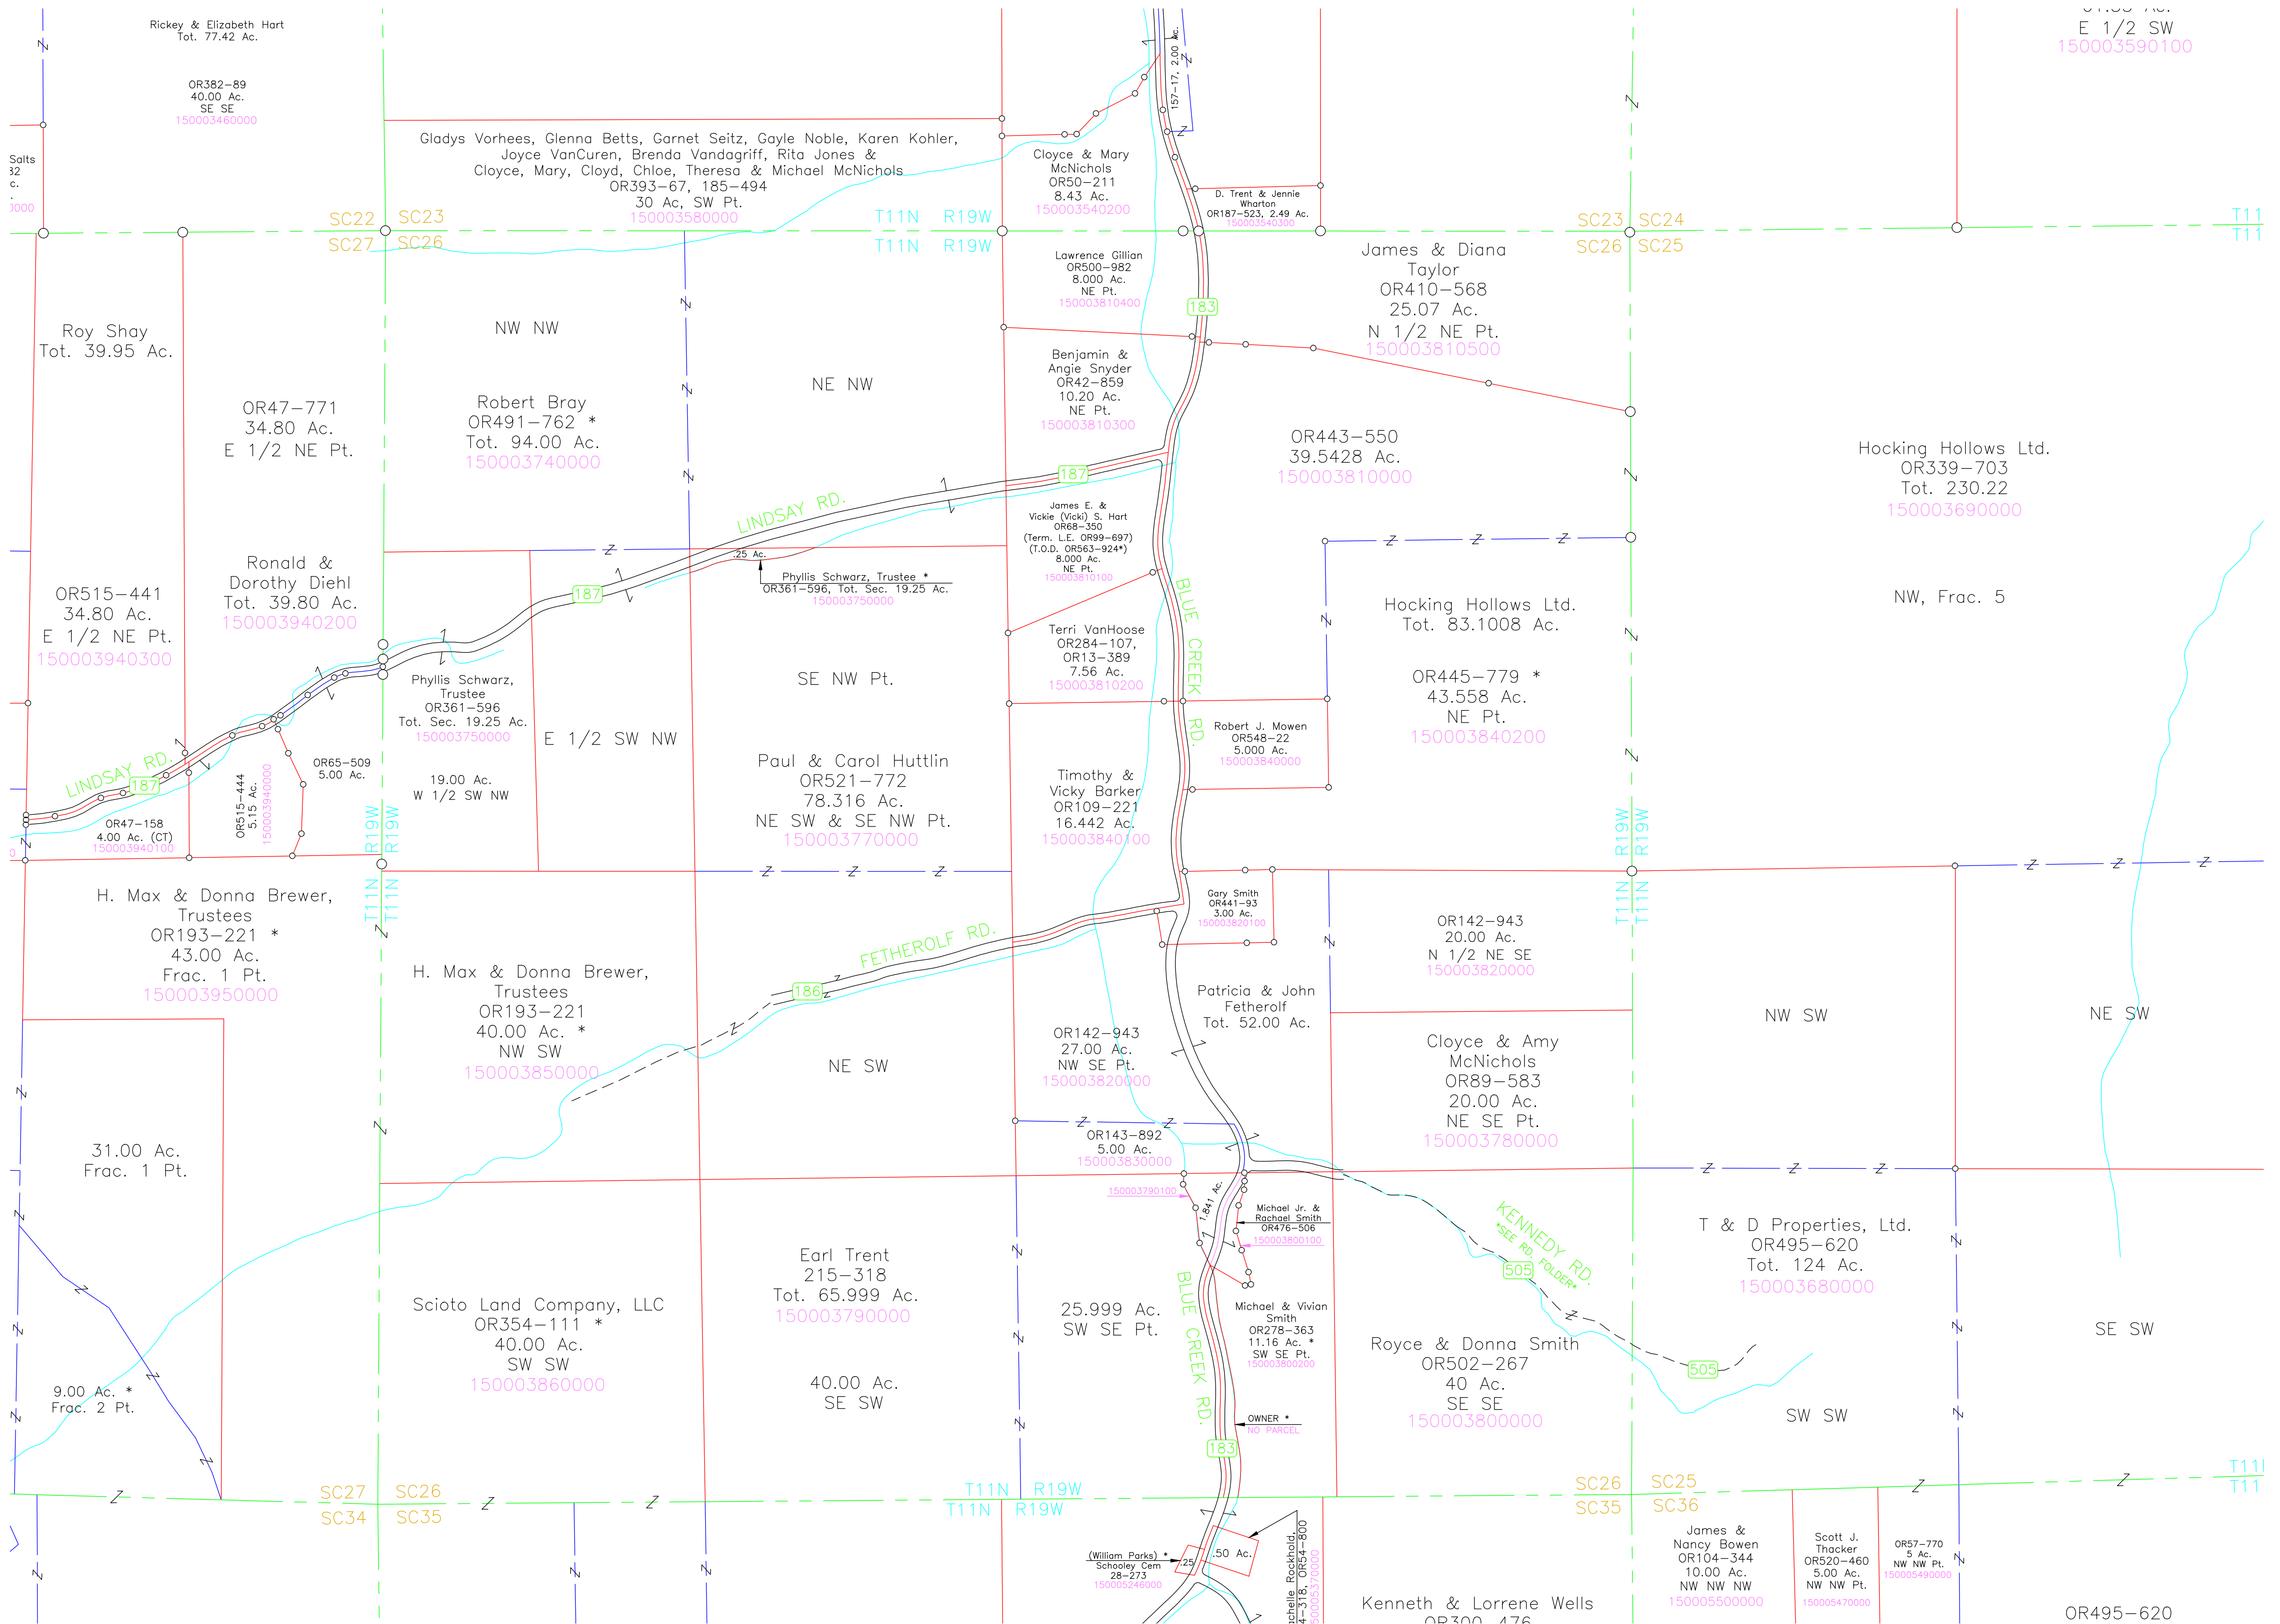 Rickey & Elizabeth Hart
Tot. 77.42 Ac.
OR382-89
40.00 Ac.
SE SE
150003460000
Salts
Gladys Vorhees, Glenna Betts, Garnet Seitz, Gayle Noble, Karen Kohler,
Joyce VanCuren, Brenda Vandagriff, Rita Jones &
Cloyce, Mary, Cloyd, Chloe, Theresa & Michael McNichols
OR393-67, 185-494
30 Ac, SW Pt.
150003580000
Cloyce & Mary
McNichols
OR50-211
8.43 Ac.
150003540200
157-17, 2.00 Ac.
D. Trent & Jennie
Wharton
OR187-523, 2.49 Ac.
150003540300
E 1/2 SW
150003590100
SC22 SC23
SC27 SC26
T11N R19W
T11N R19W
SC23 SC24
SC26 SC25
T11
T11
Roy Shay
Tot. 39.95 Ac.
OR47-771
34.80 Ac.
E 1/2 NE Pt.
NW NW
Robert Bray
OR491-762 *
Tot. 94.00 Ac.
150003740000
NE NW
Lawrence Gillian
OR500-982
8.000 Ac.
NE Pt.
150003810400
183
Benjamin &
Angie Snyder
OR42-859
10.20 Ac.
NE Pt.
150003810300
James & Diana
Taylor
OR410-568
25.07 Ac.
N 1/2 NE Pt.
150003810500
OR443-550
39.5428 Ac.
150003810000
Hocking Hollows Ltd.
OR339-703
Tot. 230.22
150003690000
NW, Frac. 5
187
LINDSAY RD.
187
.25 Ac.
Phyllis Schwarz, Trustee *
OR361-596, Tot. Sec. 19.25 Ac.
150003750000
James E. &
Vickie (Vicki) S. Hart
OR68-350
(Term. L.E. OR99-697)
(T.O.D. OR563-924*)
8.000 Ac.
NE Pt.
150003810100
BLUE CREEK RD.
OR515-441
34.80 Ac.
E 1/2 NE Pt.
150003940300
Ronald &
Dorothy Diehl
Tot. 39.80 Ac.
150003940200
Hocking Hollows Ltd.
Tot. 83.1008 Ac.
OR445-779 *
43.558 Ac.
NE Pt.
150003840200
Terri VanHoose
OR284-107,
OR13-389
7.56 Ac.
150003810200
SE NW Pt.
Phyllis Schwarz,
Trustee
OR361-596
Tot. Sec. 19.25 Ac.
150003750000
19.00 Ac.
W 1/2 SW NW
E 1/2 SW NW
Robert J. Mowen
OR548-22
5.000 Ac.
150003840000
LINDSAY RD.
187
OR47-158
4.00 Ac. (CT)
150003940100
OR515-444
5.15 Ac.
150003940000
OR65-509
5.00 Ac.
Paul & Carol Huttlin
OR521-772
78.316 Ac.
NE SW & SE NW Pt.
150003770000
Timothy &
Vicky Barker
OR109-221
16.442 Ac.
150003840100
T11N R19W
T11N R19W
T11N R19W
T11N R19W
H. Max & Donna Brewer,
Trustees
OR193-221 *
43.00 Ac.
Frac. 1 Pt.
150003950000
Gary Smith
OR441-93
3.00 Ac.
150003820100
OR142-943
20.00 Ac.
N 1/2 NE SE
150003820000
FETHEROLF RD.
186
H. Max & Donna Brewer,
Trustees
OR193-221
40.00 Ac. *
NW SW
150003850000
NE SW
Patricia & John
Fetherolf
Tot. 52.00 Ac.
OR142-943
27.00 Ac.
NW SE Pt.
150003820000
Cloyce & Amy
McNichols
OR89-583
20.00 Ac.
NE SE Pt.
150003780000
NW SW
NE SW
31.00 Ac.
Frac. 1 Pt.
OR143-892
5.00 Ac.
150003830000
150003790100
1.841 Ac.
Michael Jr. &
Rachael Smith
OR476-506
150003800100
KENNEDY RD.
*SEE RD. FOLDER*
505
505
T & D Properties, Ltd.
OR495-620
Tot. 124 Ac.
150003680000
Earl Trent
215-318
Tot. 65.999 Ac.
150003790000
40.00 Ac.
SE SW
25.999 Ac.
SW SE Pt.
BLUE CREEK RD.
Michael & Vivian
Smith
OR278-363
11.16 Ac. *
SW SE Pt.
150003800200
Scioto Land Company, LLC
OR354-111 *
40.00 Ac.
SW SW
150003860000
Royce & Donna Smith
OR502-267
40 Ac.
SE SE
150003800000
SE SW
SW SW
9.00 Ac. *
Frac. 2 Pt.
OWNER *
NO PARCEL
183
SC27 SC26
SC34 SC35
T11N R19W
T11N R19W
SC26 SC25
SC35 SC36
T11
T11
(William Parks) *
Schooley Cem
28-273
150005246000
.25
.50 Ac.
Rockhold,
OR54-800
Kenneth & Lorrene Wells
James &
Nancy Bowen
OR104-344
10.00 Ac.
NW NW NW
150005500000
Scott J.
Thacker
OR520-460
5.00 Ac.
NW NW Pt.
150005470000
OR57-770
5 Ac.
NW NW Pt.
150005490000
OR495-620